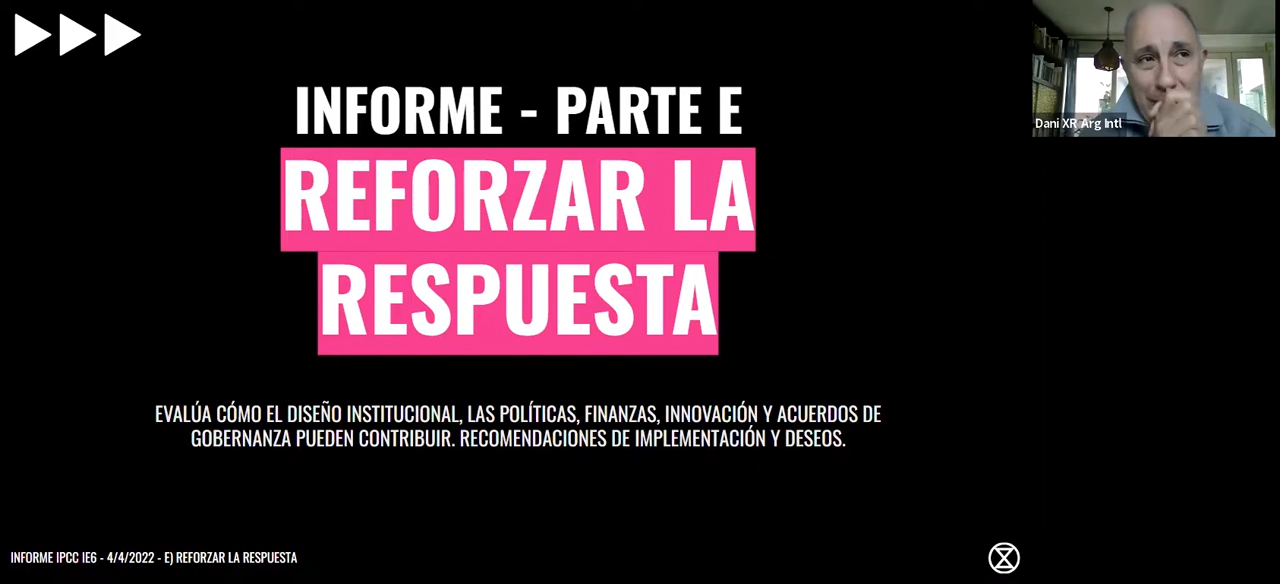 INFORME - PARTE E
REFORZAR LA
RESPUESTA
EVALÚA CÓMO EL DISEÑO INSTITUCIONAL, LAS POLÍTICAS, FINANZAS, INNOVACIÓN Y ACUERDOS DE
GOBERNANZA PUEDEN CONTRIBUIR. RECOMENDACIONES DE IMPLEMENTACIÓN Y DESEOS.
INFORME IPCC IE6 - 4/4/2022 - E) REFORZAR LA RESPUESTA
Dani XR Arg Intl